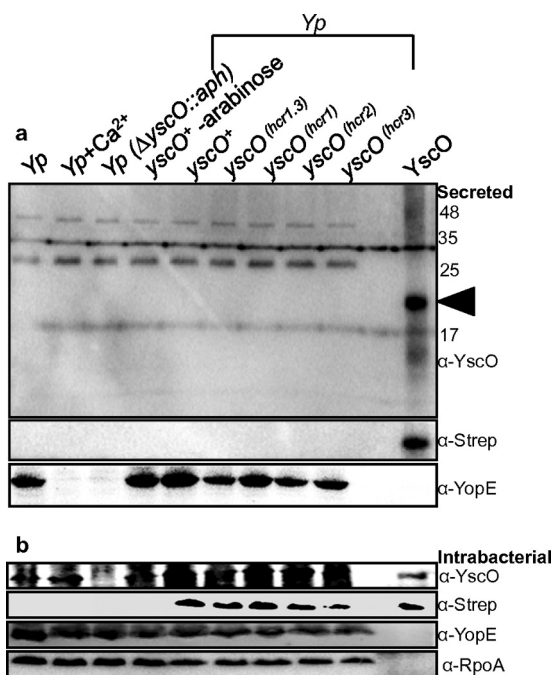 Yp
a
Yp
Yp+Ca²⁺
Yp (ΔyscO::aph)
yscO⁺ -arabinose
yscO⁺
yscO (hcr1.3)
yscO (hcr1)
yscO (hcr2)
yscO (hcr3)
YscO
Secreted
48
35
25
17
α-YscO
α-Strep
α-YopE
b
Intrabacterial
α-YscO
α-Strep
α-YopE
α-RpoA